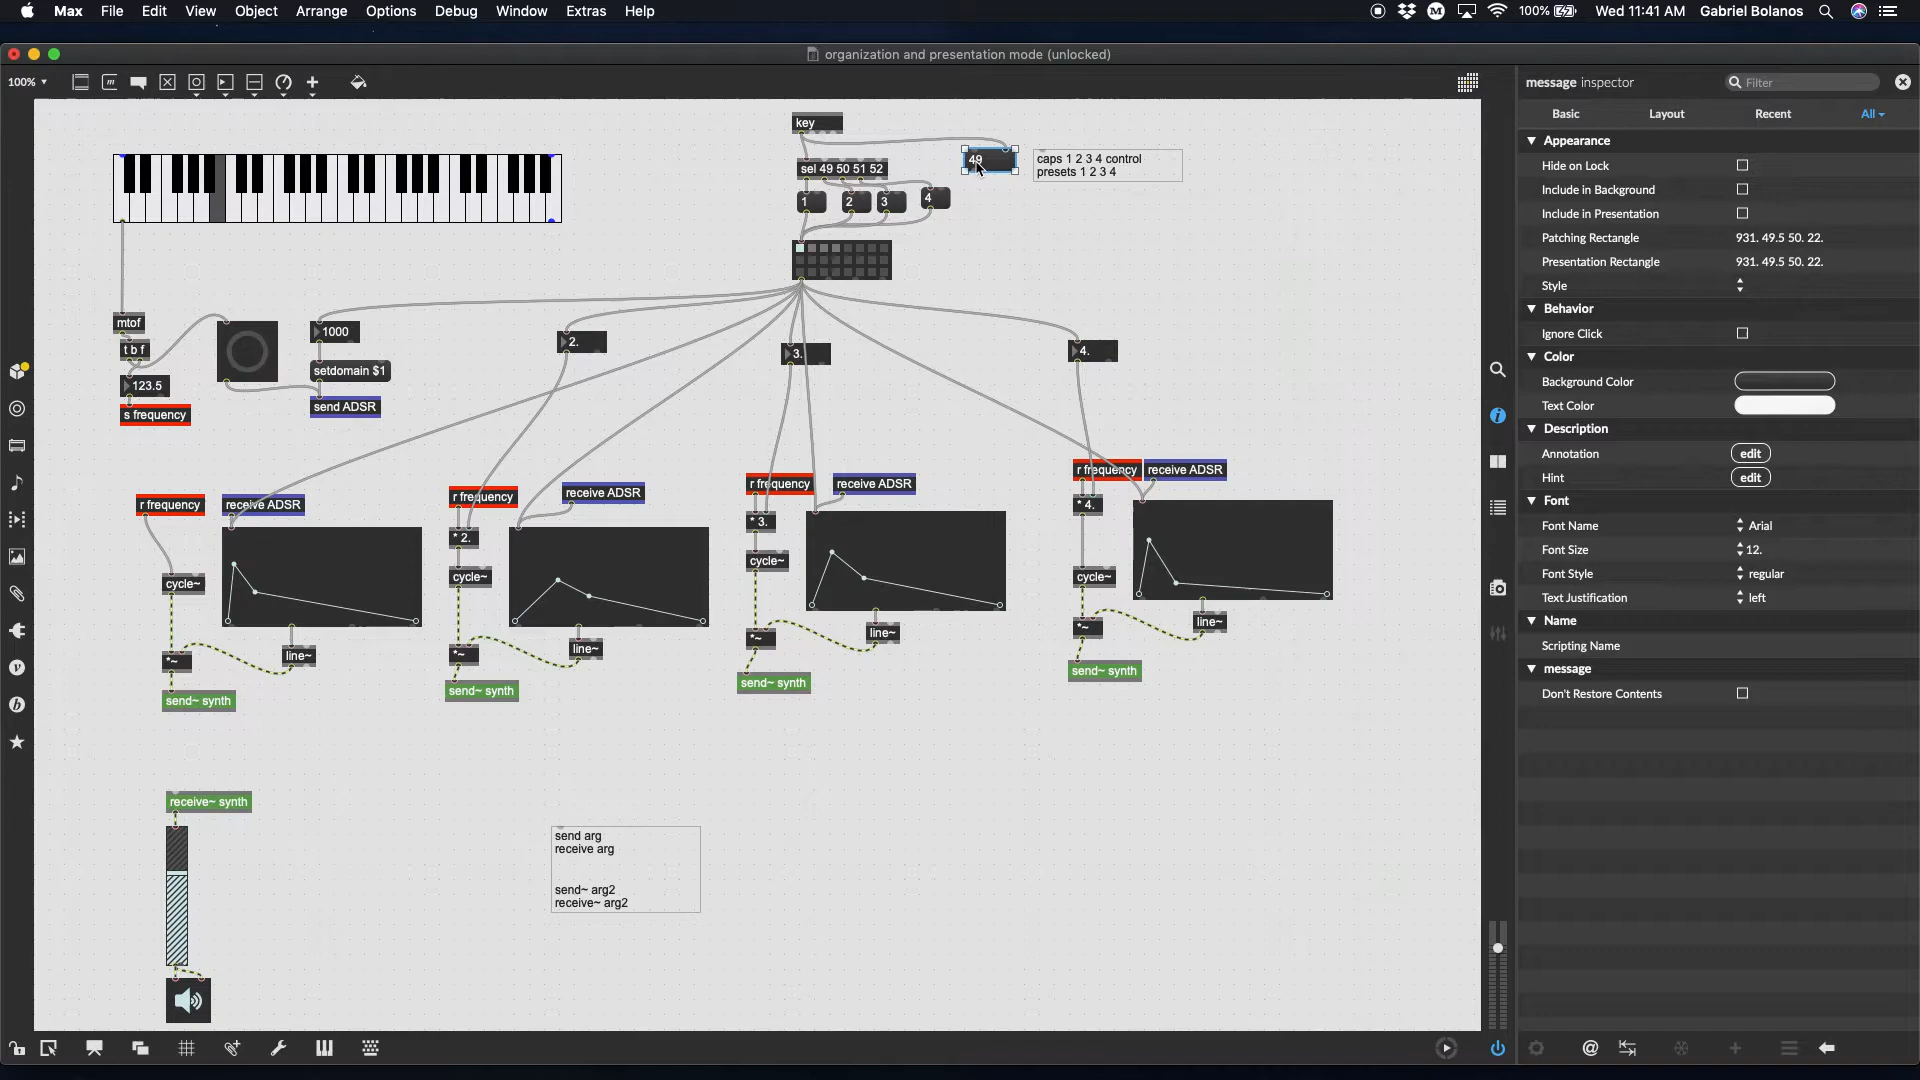 Max File Edit View Object Arrange Options Debug Window Extras Help
100% Wed 11:41 AM Gabriel Bolanos
organization and presentation mode (unlocked)
100%
message inspector
Filter
Basic Layout Recent All
Appearance
Hide on Lock
Include in Background
Include in Presentation
Patching Rectangle 931. 49.5 50. 22.
Presentation Rectangle 931. 49.5 50. 22.
Style
Behavior
Ignore Click
Color
Background Color
Text Color
Description
Annotation edit
Hint edit
Font
Font Name Arial
Font Size 12.
Font Style regular
Text Justification left
Name
Scripting Name
message
Don't Restore Contents
key
sel 49 50 51 52
49
caps 1 2 3 4 control
presets 1 2 3 4
1 2 3 4
mtof
t b f
123.5
s frequency
1000
setdomain $1
send ADSR
2.
3.
4.
r frequency
receive ADSR
cycle~
*~
line~
send~ synth
r frequency
receive ADSR
* 2.
cycle~
*~
line~
send~ synth
r frequency
receive ADSR
* 3.
cycle~
*~
line~
send~ synth
r frequency
receive ADSR
* 4.
cycle~
*~
line~
send~ synth
receive~ synth
send arg
receive arg
send~ arg2
receive~ arg2